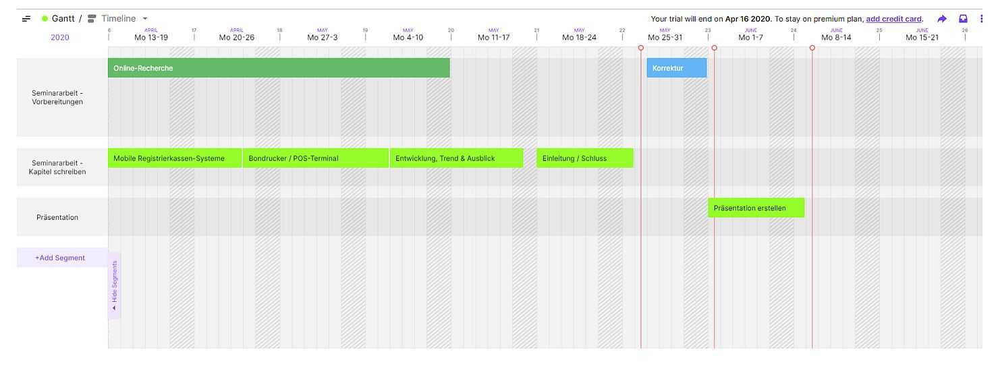 Gantt / Timeline
Your trial will end on Apr 16 2020. To stay on premium plan, add credit card.
2020
6 APRIL 17 APRIL 18 MAY 19 MAY 20 MAY 21 MAY 22 MAY 23 JUNE 24 JUNE 25 JUNE 26
Mo 13-19 Mo 20-26 Mo 27-3 Mo 4-10 Mo 11-17 Mo 18-24 Mo 25-31 Mo 1-7 Mo 8-14 Mo 15-21
Online-Recherche
Korrektur
Seminararbeit -
Vorbereitungen
Mobile Registrierkassen-Systeme
Bondrucker / POS-Terminal
Entwicklung, Trend & Ausblick
Einleitung / Schluss
Seminararbeit -
Kapitel schreiben
Präsentation erstellen
Präsentation
+Add Segment
Hide Segments